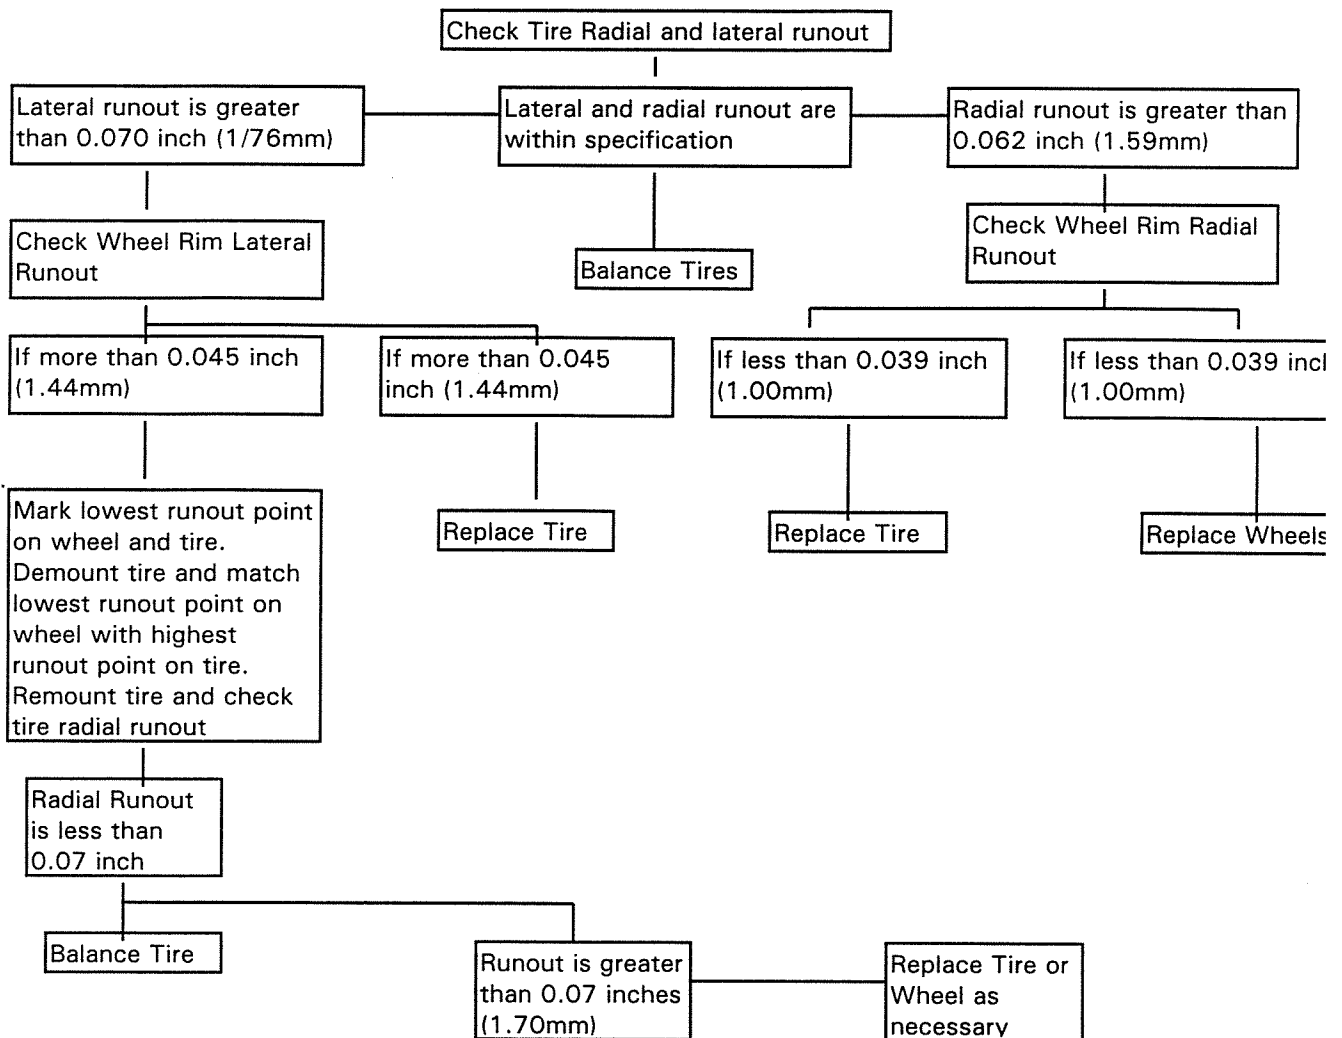 Check Tire Radial and lateral runout
Lateral runout is greater
than 0.070 inch (1/76mm)
Lateral and radial runout are
within specification
Radial runout is greater than
0.062 inch (1.59mm)
Check Wheel Rim Lateral
Runout
Balance Tires
Check Wheel Rim Radial
Runout
If more than 0.045 inch
(1.44mm)
If more than 0.045
inch (1.44mm)
If less than 0.039 inch
(1.00mm)
If less than 0.039 inch
(1.00mm)
Mark lowest runout point
on wheel and tire.
Demount tire and match
lowest runout point on
wheel with highest
runout point on tire.
Remount tire and check
tire radial runout
Replace Tire
Replace Tire
Replace Wheels
Radial Runout
is less than
0.07 inch
Balance Tire
Runout is greater
than 0.07 inches
(1.70mm)
Replace Tire or
Wheel as
necessary